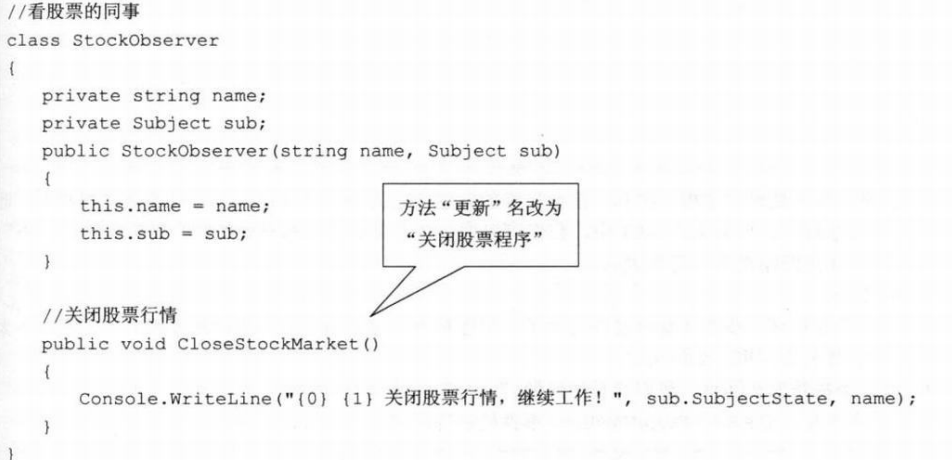 //看股票的同事
class StockObserver
{
private string name;
private Subject sub;
public StockObserver(string name, Subject sub)
{
this.name = name;
this.sub = sub;
}
方法“更新”名改为
“关闭股票程序”
//关闭股票行情
public void CloseStockMarket()
{
Console.WriteLine("{0} {1} 关闭股票行情，继续工作！", sub.SubjectState, name);
}
}